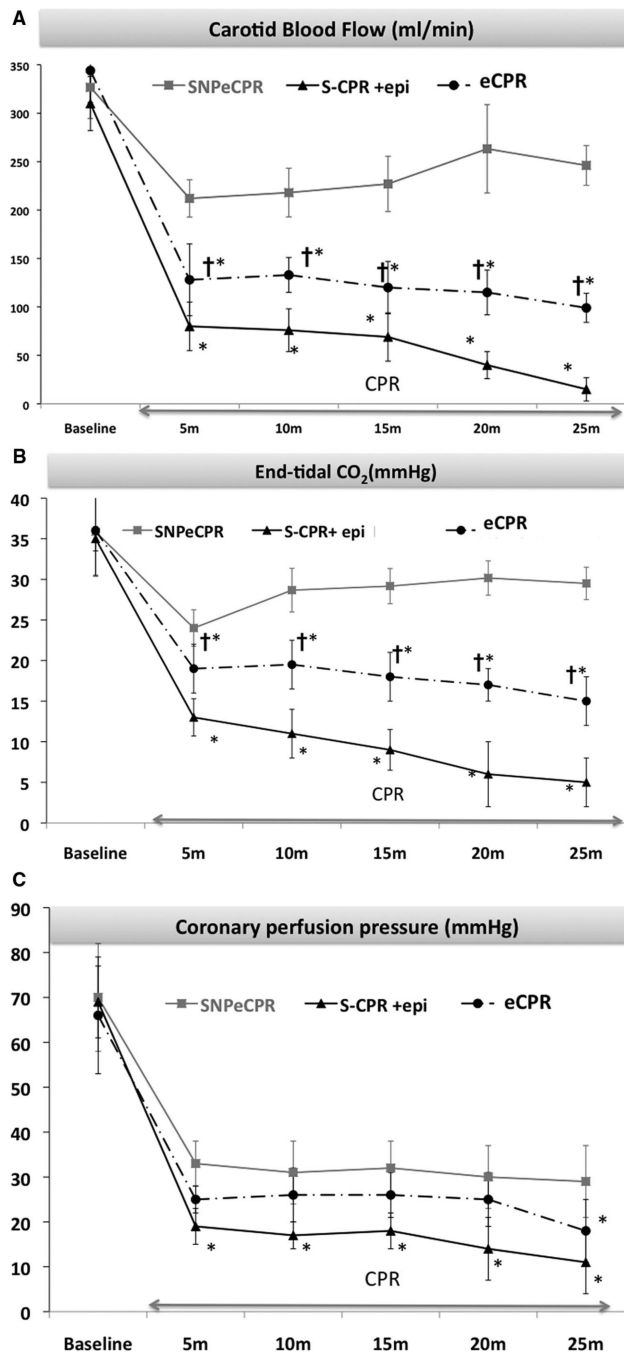 A
Carotid Blood Flow (ml/min)
350
300
250
200
150
100
50
0
SNPeCPR S-CPR +epi eCPR
†* †* †* †* †*
* * * * *
CPR
Baseline 5m 10m 15m 20m 25m
B
End-tidal CO₂(mmHg)
40
35
30
25
20
15
10
5
0
SNPeCPR S-CPR+ epi eCPR
†* †* †* †* †*
* * * * *
CPR
Baseline 5m 10m 15m 20m 25m
C
Coronary perfusion pressure (mmHg)
90
80
70
60
50
40
30
20
10
0
SNPeCPR S-CPR +epi eCPR
*
* * * * *
CPR
Baseline 5m 10m 15m 20m 25m